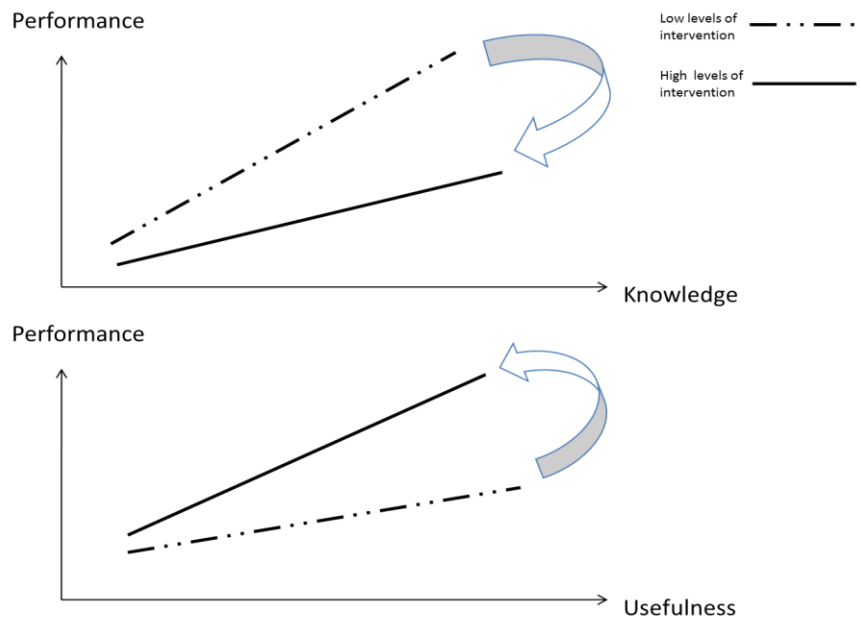 Performance
Low levels of
intervention
High levels of
intervention
Knowledge
Performance
Usefulness